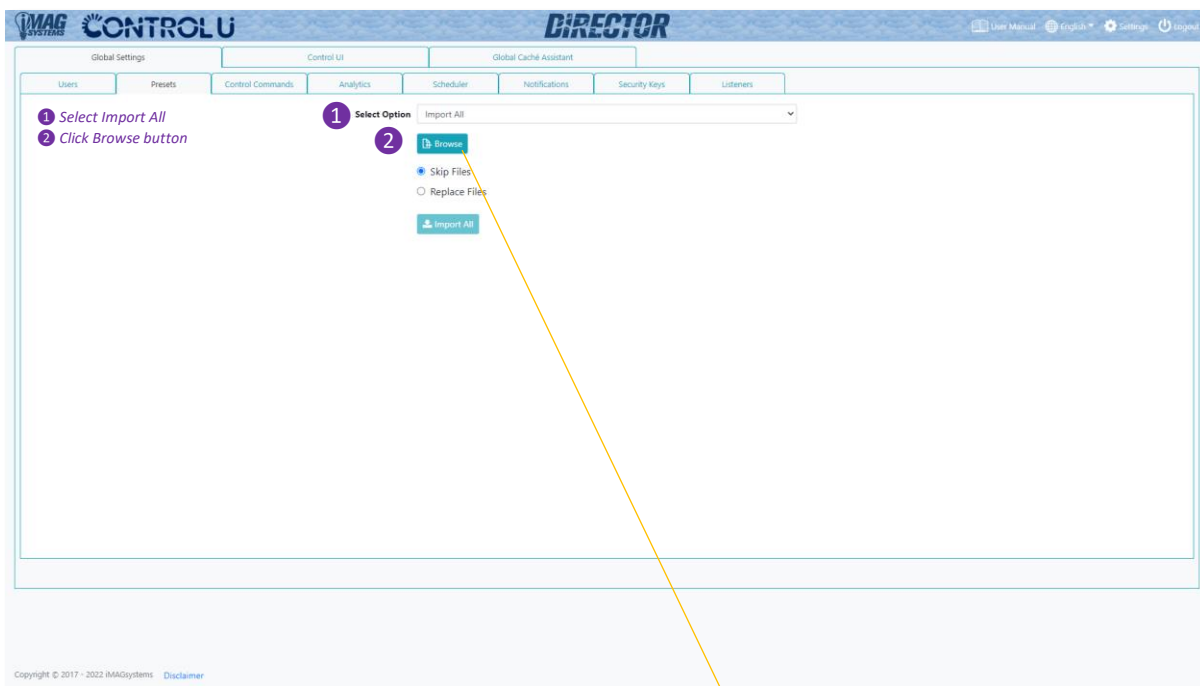 iMAG SYSTEMS CONTROL U DiRECTOR User Manual English Settings Logout
Global Settings Control UI Global Caché Assistant
Users Presets Control Commands Analytics Scheduler Notifications Security Keys Listeners
1 Select Import All
2 Click Browse button
1 Select Option Import All
2 Browse
Skip Files
Replace Files
Import All
Copyright © 2017 - 2022 iMAGsystems Disclaimer